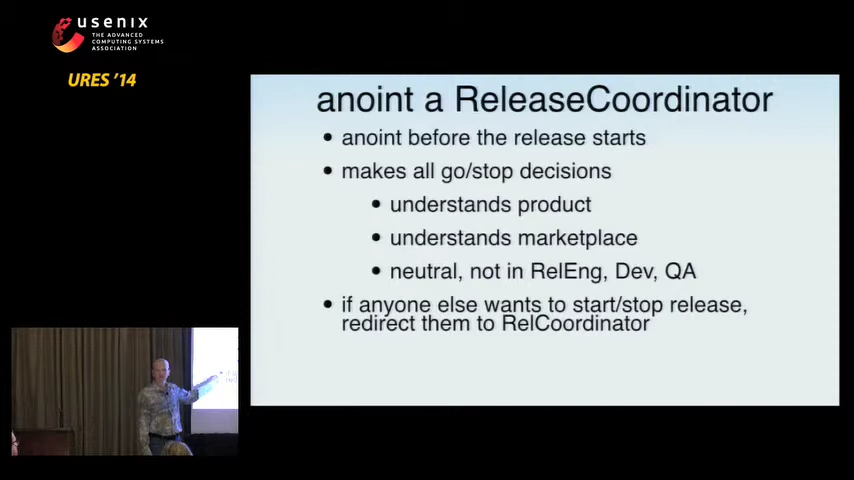 usenix
THE ADVANCED
COMPUTING SYSTEMS
ASSOCIATION
URES '14
anoint a ReleaseCoordinator
• anoint before the release starts
• makes all go/stop decisions
• understands product
• understands marketplace
• neutral, not in RelEng, Dev, QA
• if anyone else wants to start/stop release,
redirect them to RelCoordinator